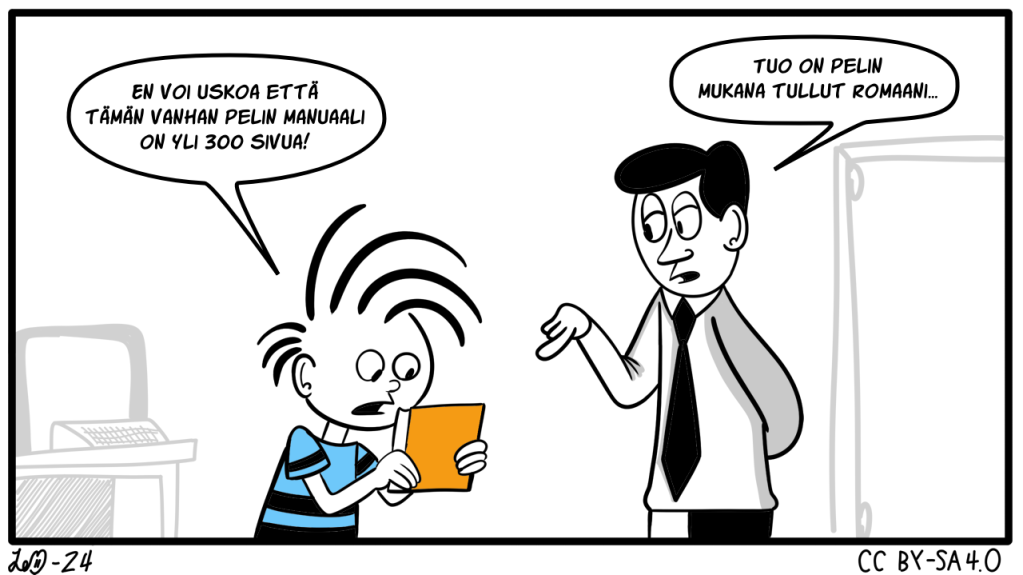 EN VOI USKOA ETTÄ
TÄMÄN VANHAN PELIN MANUAALI
ON YLI 300 SIVUA!
TUO ON PELIN
MUKANA TULLUT ROMAANI...
-24
CC BY-SA 4.0